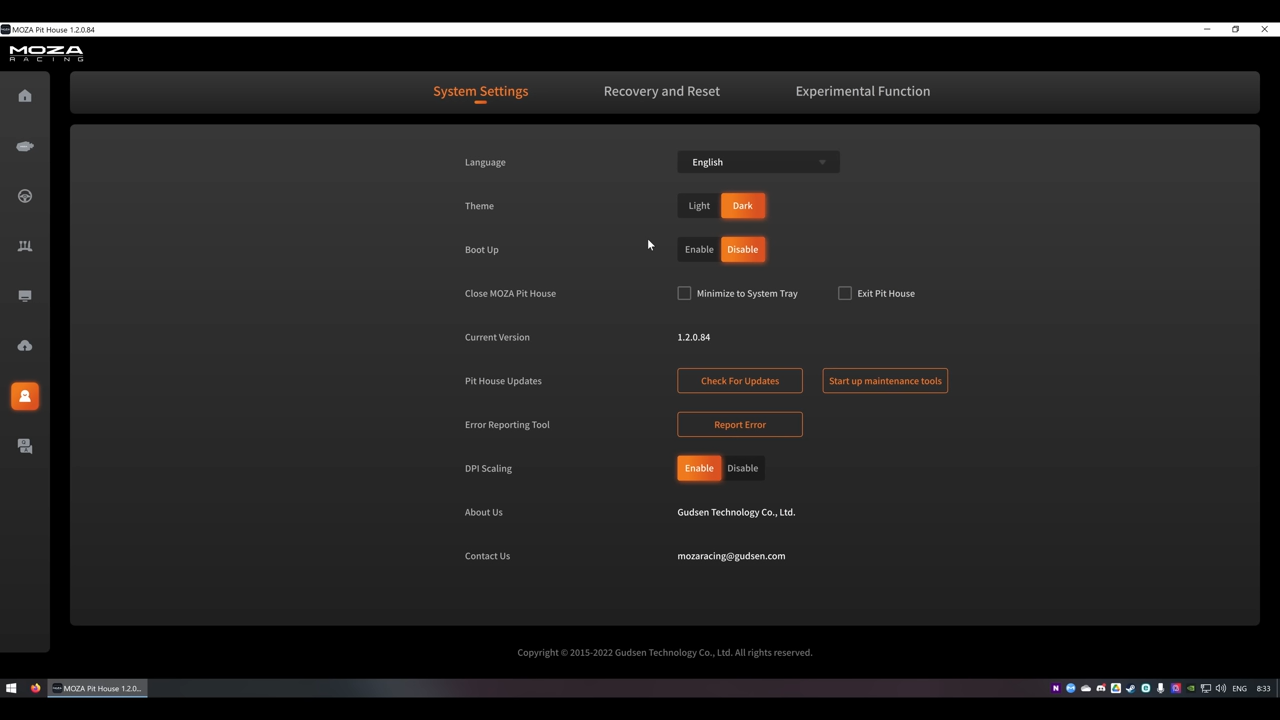 MOZA Pit House 1.2.0.84
MOZA
RACING
System Settings
Recovery and Reset
Experimental Function
Language
English
Theme
Light
Dark
Boot Up
Enable
Disable
Close MOZA Pit House
Minimize to System Tray
Exit Pit House
Current Version
1.2.0.84
Pit House Updates
Check For Updates
Start up maintenance tools
Error Reporting Tool
Report Error
DPI Scaling
Enable
Disable
About Us
Gudsen Technology Co., Ltd.
Contact Us
mozaracing@gudsen.com
Copyright © 2015-2022 Gudsen Technology Co., Ltd. All rights reserved.
MOZA Pit House 1.2.0...
ENG
8:33